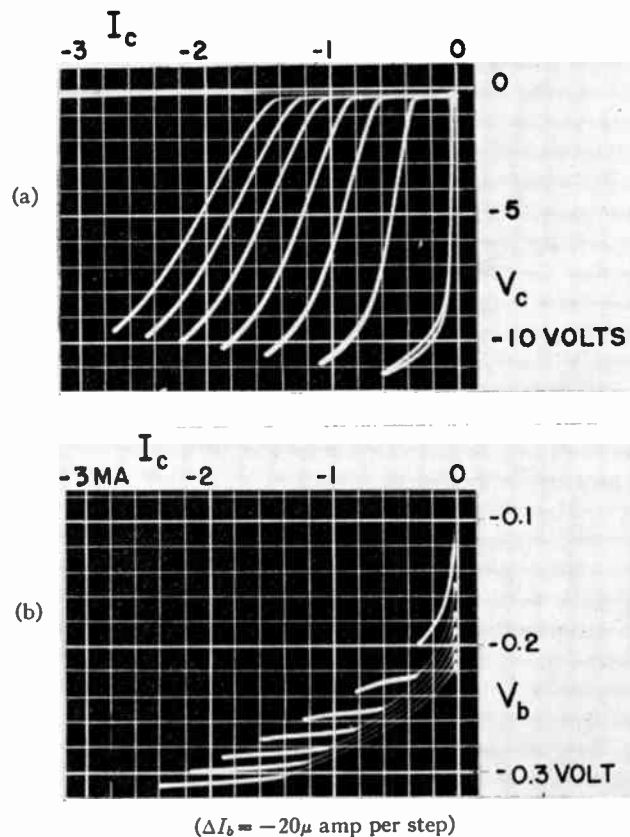 I_c
-3 -2 -1 0
0
(a)
-5
V_c
-10 VOLTS
I_c
-3 MA -2 -1 0
-0.1
(b)
-0.2
V_b
-0.3 VOLT
(ΔI_b = −20μ amp per step)